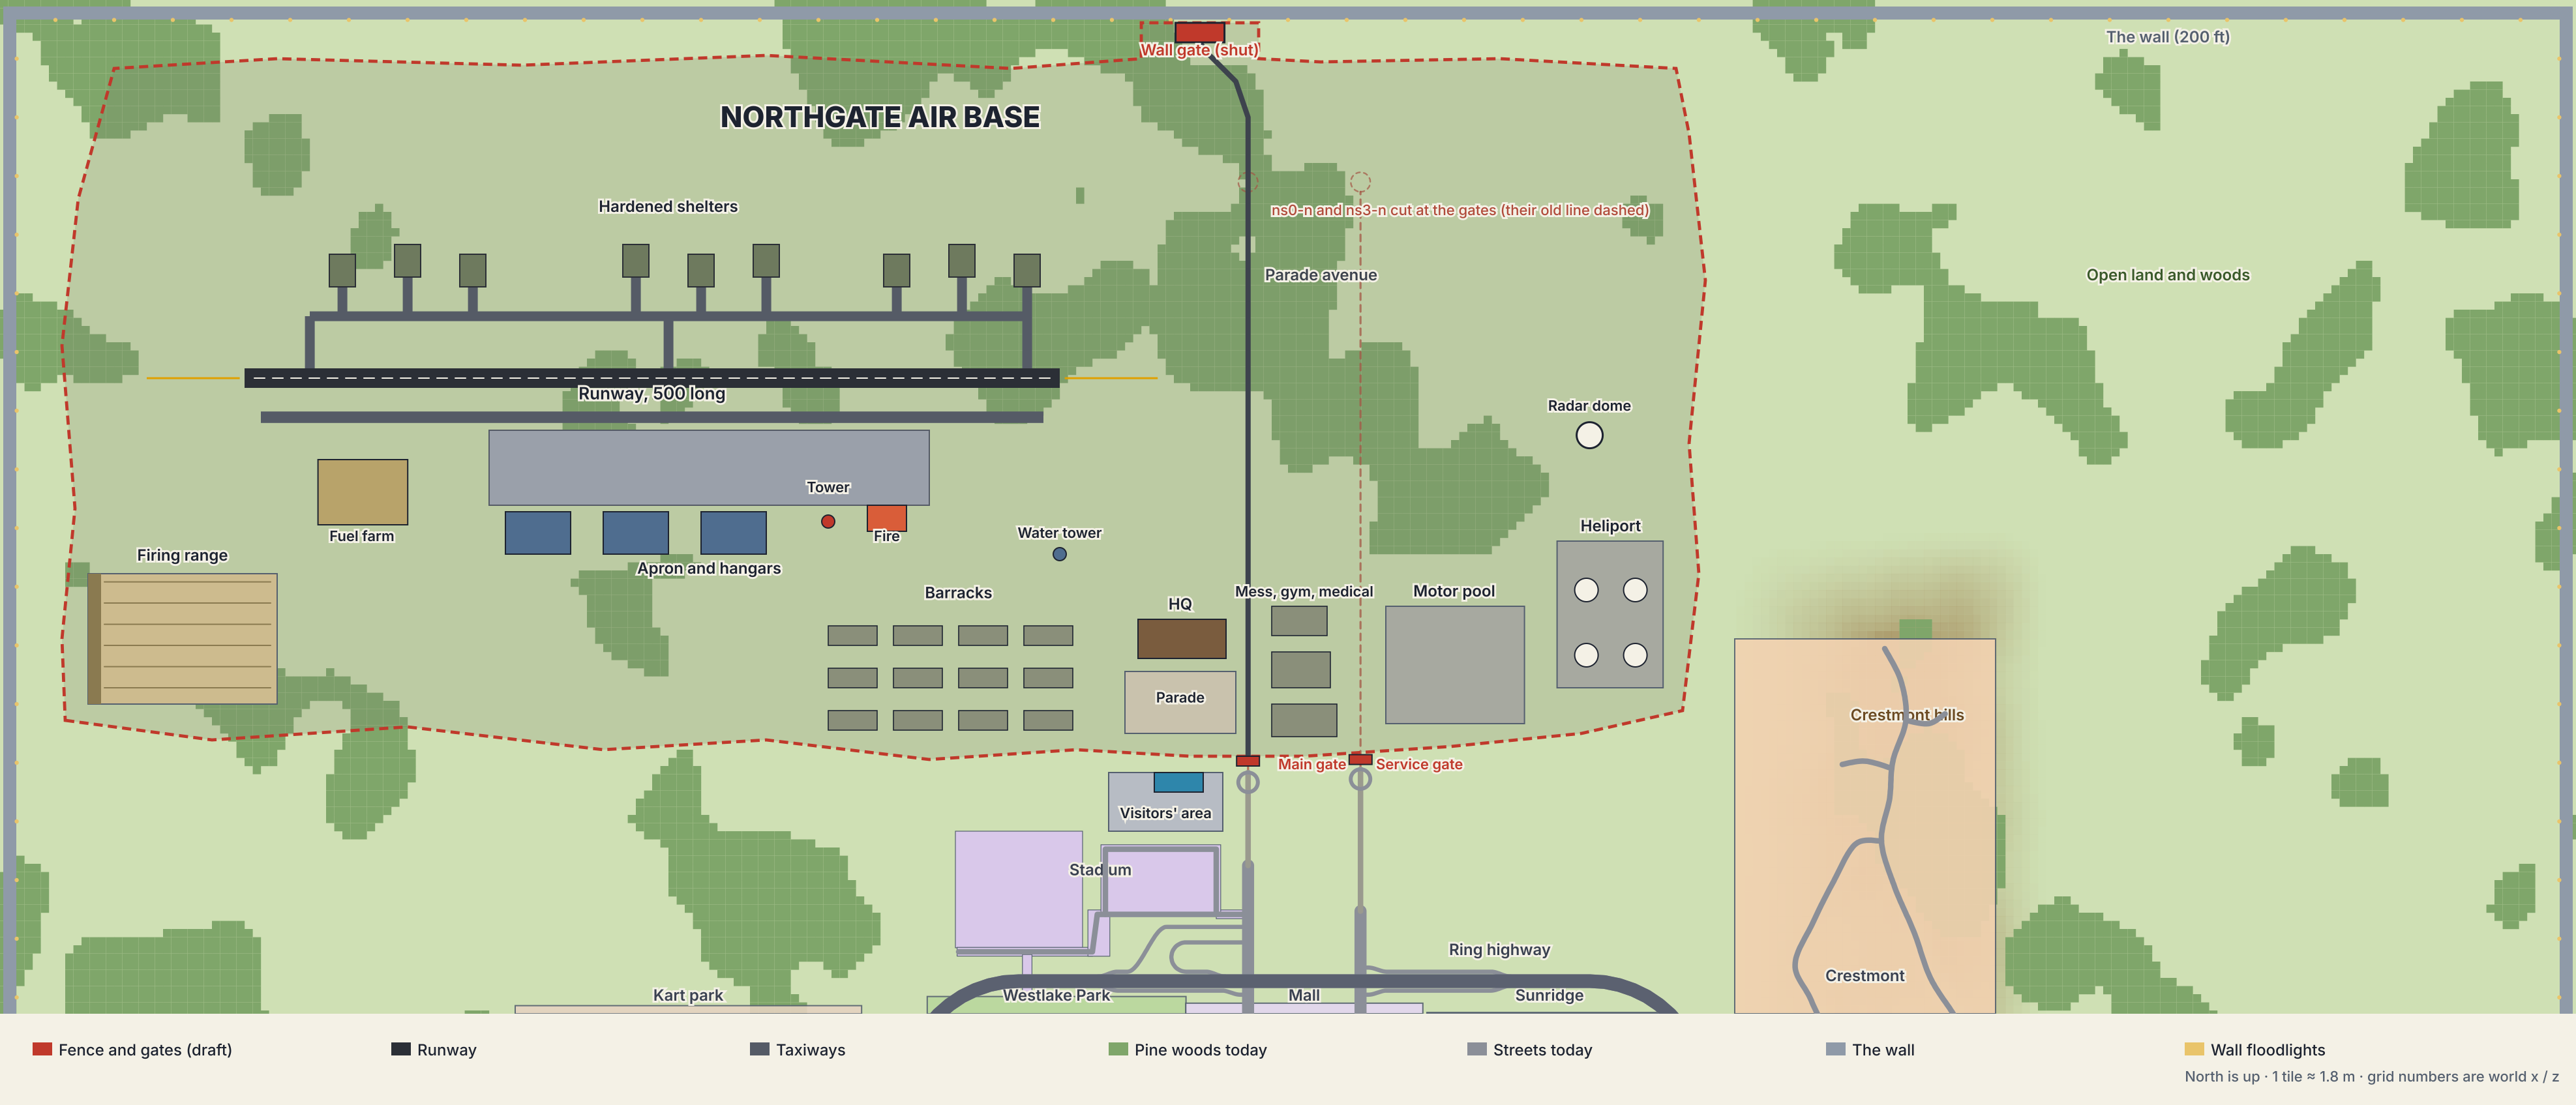 The wall (200 ft)
Wall gate (shut)
NORTHGATE AIR BASE
Hardened shelters
ns0-n and ns3-n cut at the gates (their old line dashed)
Parade avenue
Open land and woods
Runway, 500 long
Radar dome
Tower
Heliport
Fuel farm
Fire
Water tower
Firing range
Apron and hangars
Barracks
HQ
Mess, gym, medical
Motor pool
Parade
Crestmont hills
Main gate
Service gate
Visitors' area
Stadium
Ring highway
Crestmont
Kart park
Westlake Park
Mall
Sunridge
Fence and gates (draft)
Runway
Taxiways
Pine woods today
Streets today
The wall
Wall floodlights
North is up · 1 tile ≈ 1.8 m · grid numbers are world x / z